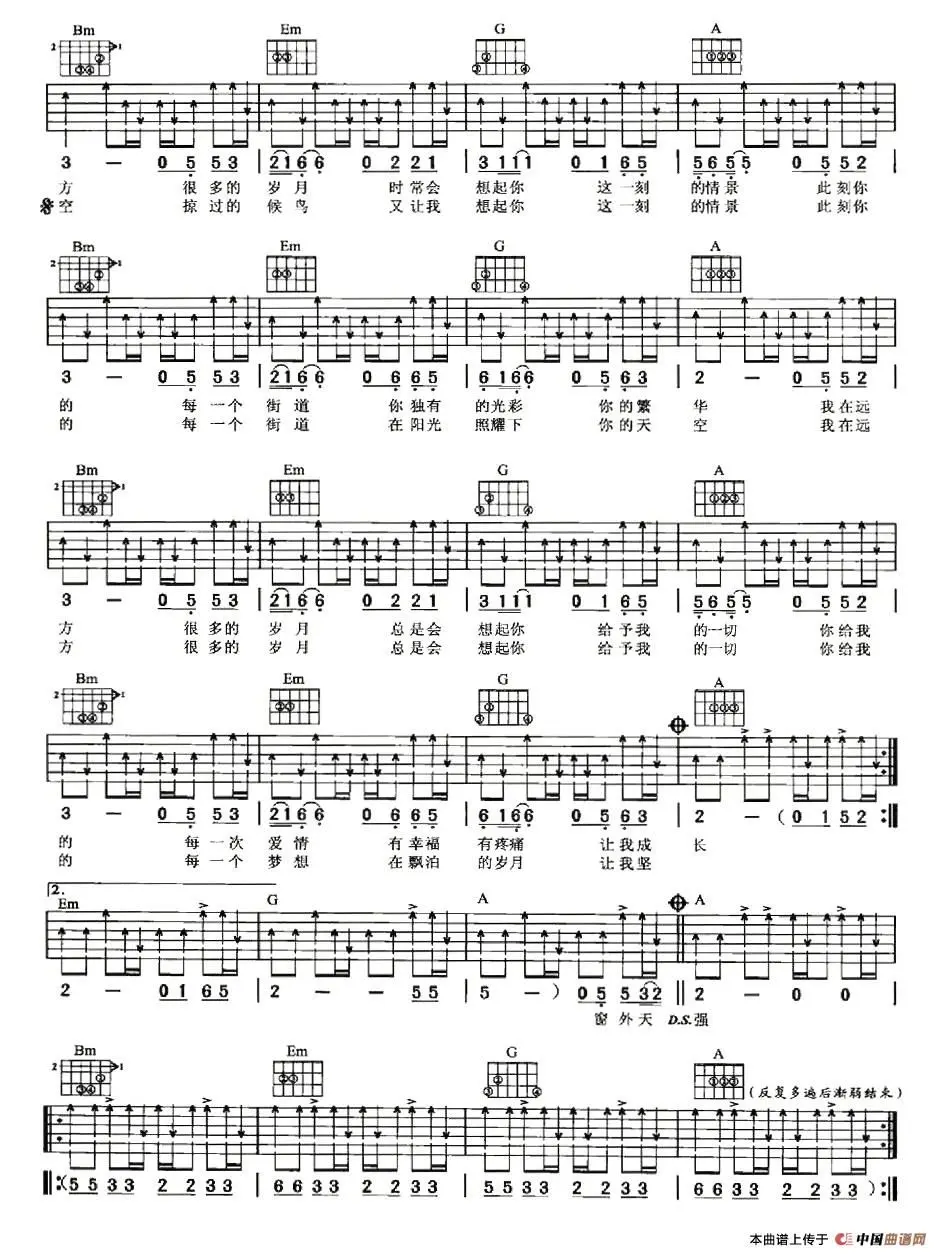 Bm Em G A
3 — 0 5 5 3 | 2 1 6 6 0 2 2 1 | 3 1 1 1 0 1 6 5 | 5 6 5 5 0 5 5 2 |
方 很多的 岁月 时常会 想起你 这一刻 的情景 此刻你
空 掠过的 候鸟 又让我 想起你 这一刻 的情景 此刻你
Bm Em G A
3 — 0 5 5 3 | 2 1 6 6 0 6 6 5 | 6 1 6 6 0 5 6 3 | 2 — 0 5 5 2 |
的 每一个 街道 你独有 的光彩 你的繁 华 我在远
的 每一个 街道 在阳光 照耀下 你的天 空 我在远
Bm Em G A
3 — 0 5 5 3 | 2 1 6 6 0 2 2 1 | 3 1 1 1 0 1 6 5 | 5 6 5 5 0 5 5 2 |
方 很多的 岁月 总是会 想起你 给予我 的一切 你给我
方 很多的 岁月 总是会 想起你 给予我 的一切 你给我
Bm Em G A
3 — 0 5 5 3 | 2 1 6 6 0 6 6 5 | 6 1 6 6 0 5 6 3 | 2 — ( 0 1 5 2 :||
的 每一次 爱情 有幸福 有疼痛 让我成 长
的 每一个 梦想 在飘泊 的岁月 让我坚
2.
Em G A A
2 — 0 1 6 5 | 2 — — 5 5 | 5 — ) 0 5 5 3 2 || 2 — 0 0 |
窗外天 D.S.强
Bm Em G A
(反复多遍后渐弱结束)
||: ( 5 5 3 3 2 2 3 3 | 6 6 3 3 2 2 3 3 | 5 5 3 3 2 2 3 3 | 6 6 3 3 2 2 3 3 ) :||
本曲谱上传于 中国曲谱网